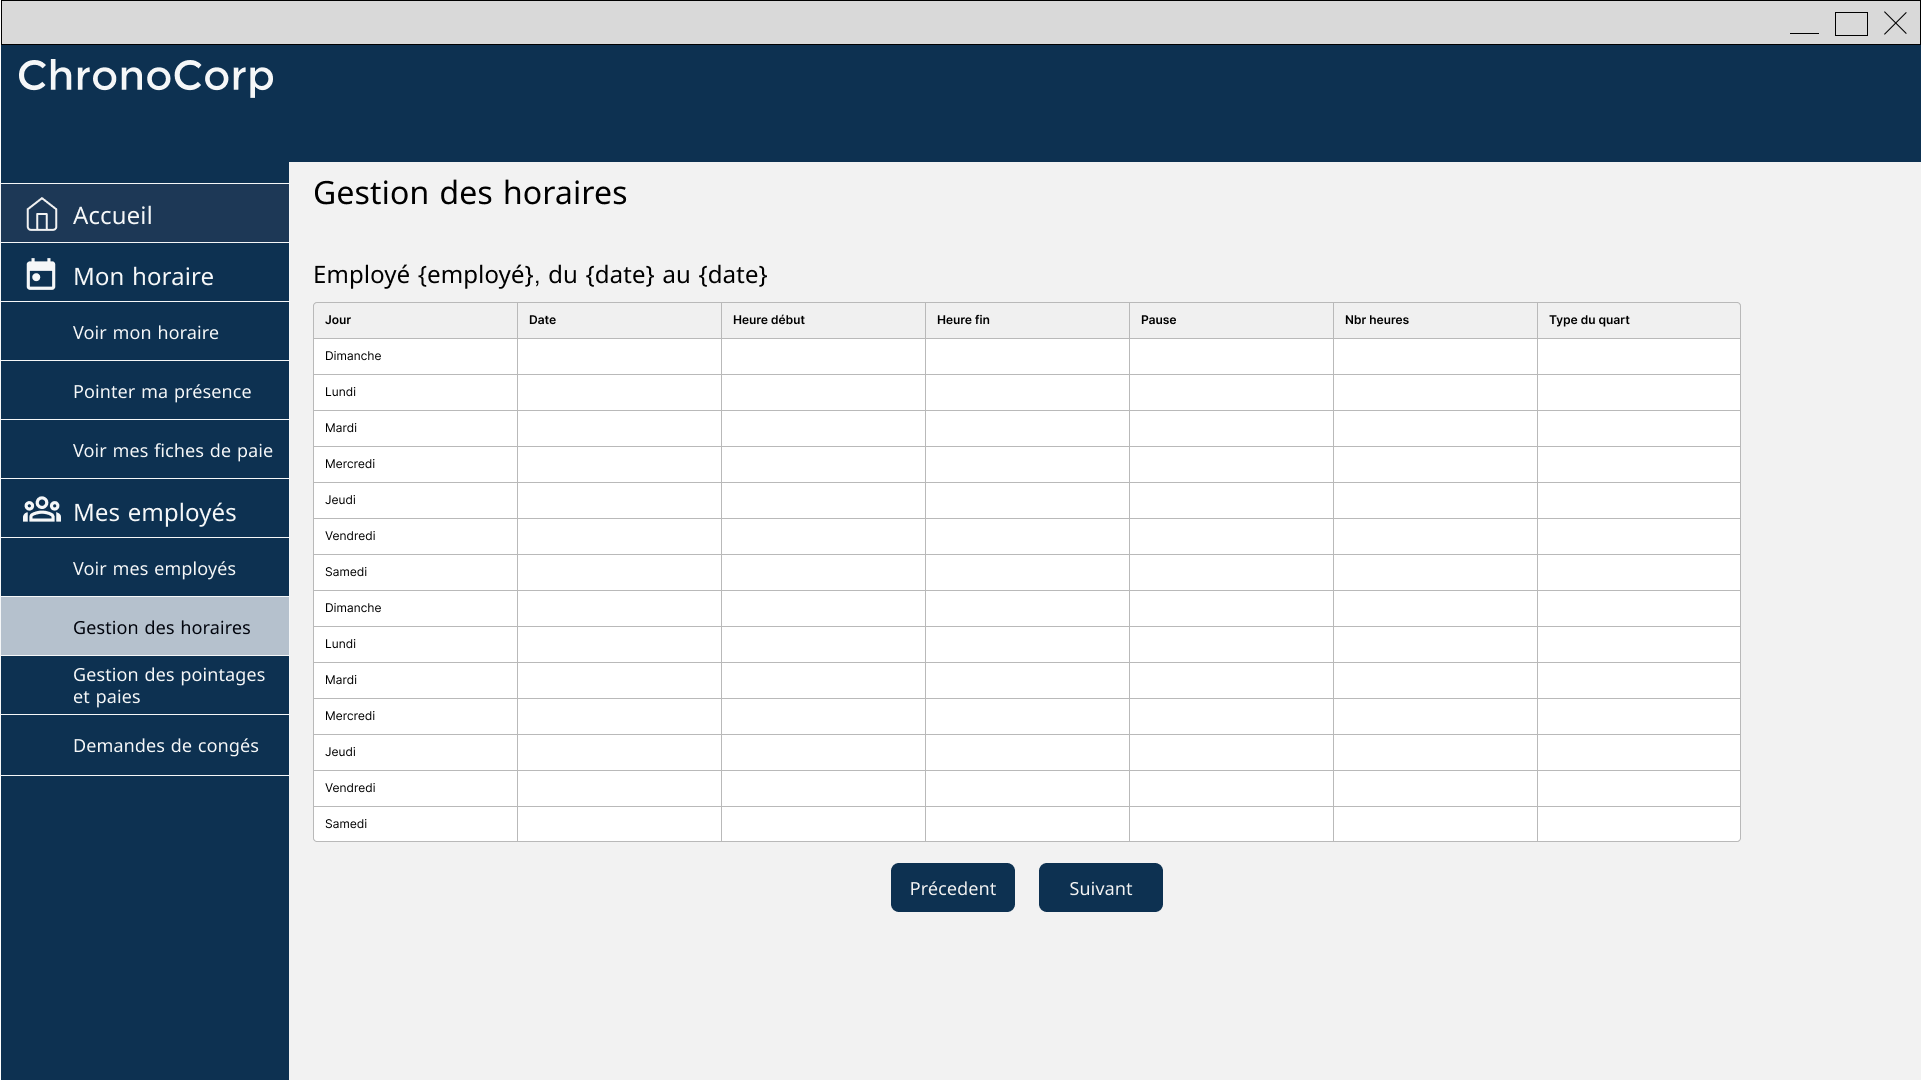 ChronoCorp
Accueil
Mon horaire
Voir mon horaire
Pointer ma présence
Voir mes fiches de paie
Mes employés
Voir mes employés
Gestion des horaires
Gestion des pointages
et paies
Demandes de congés
Gestion des horaires
Employé {employé}, du {date} au {date}
Jour Date Heure début Heure fin Pause Nbr heures Type du quart
Dimanche
Lundi
Mardi
Mercredi
Jeudi
Vendredi
Samedi
Dimanche
Lundi
Mardi
Mercredi
Jeudi
Vendredi
Samedi
Précedent Suivant